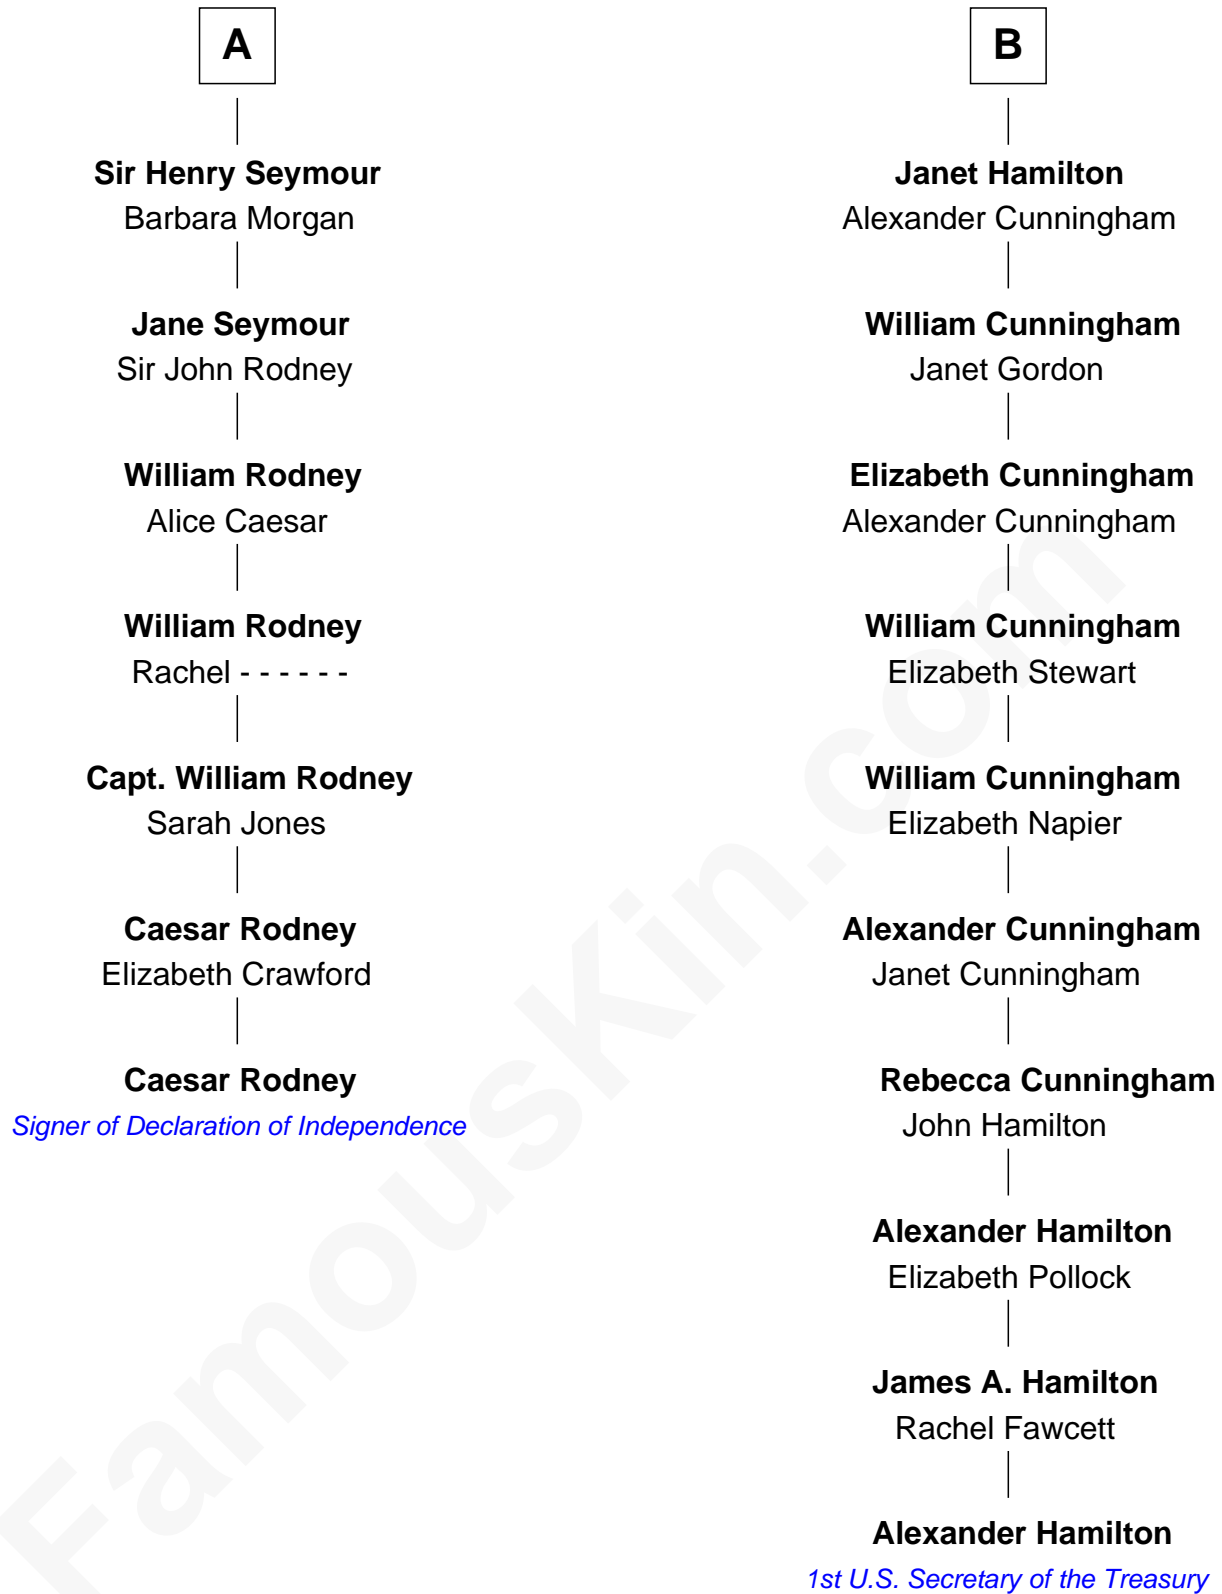 A
Sir Henry Seymour
Barbara Morgan
Jane Seymour
Sir John Rodney
William Rodney
Alice Caesar
William Rodney
Rachel - - - - - -
Capt. William Rodney
Sarah Jones
Caesar Rodney
Elizabeth Crawford
Caesar Rodney
Signer of Declaration of Independence
B
Janet Hamilton
Alexander Cunningham
William Cunningham
Janet Gordon
Elizabeth Cunningham
Alexander Cunningham
William Cunningham
Elizabeth Stewart
William Cunningham
Elizabeth Napier
Alexander Cunningham
Janet Cunningham
Rebecca Cunningham
John Hamilton
Alexander Hamilton
Elizabeth Pollock
James A. Hamilton
Rachel Fawcett
Alexander Hamilton
1st U.S. Secretary of the Treasury
FamousKin.com